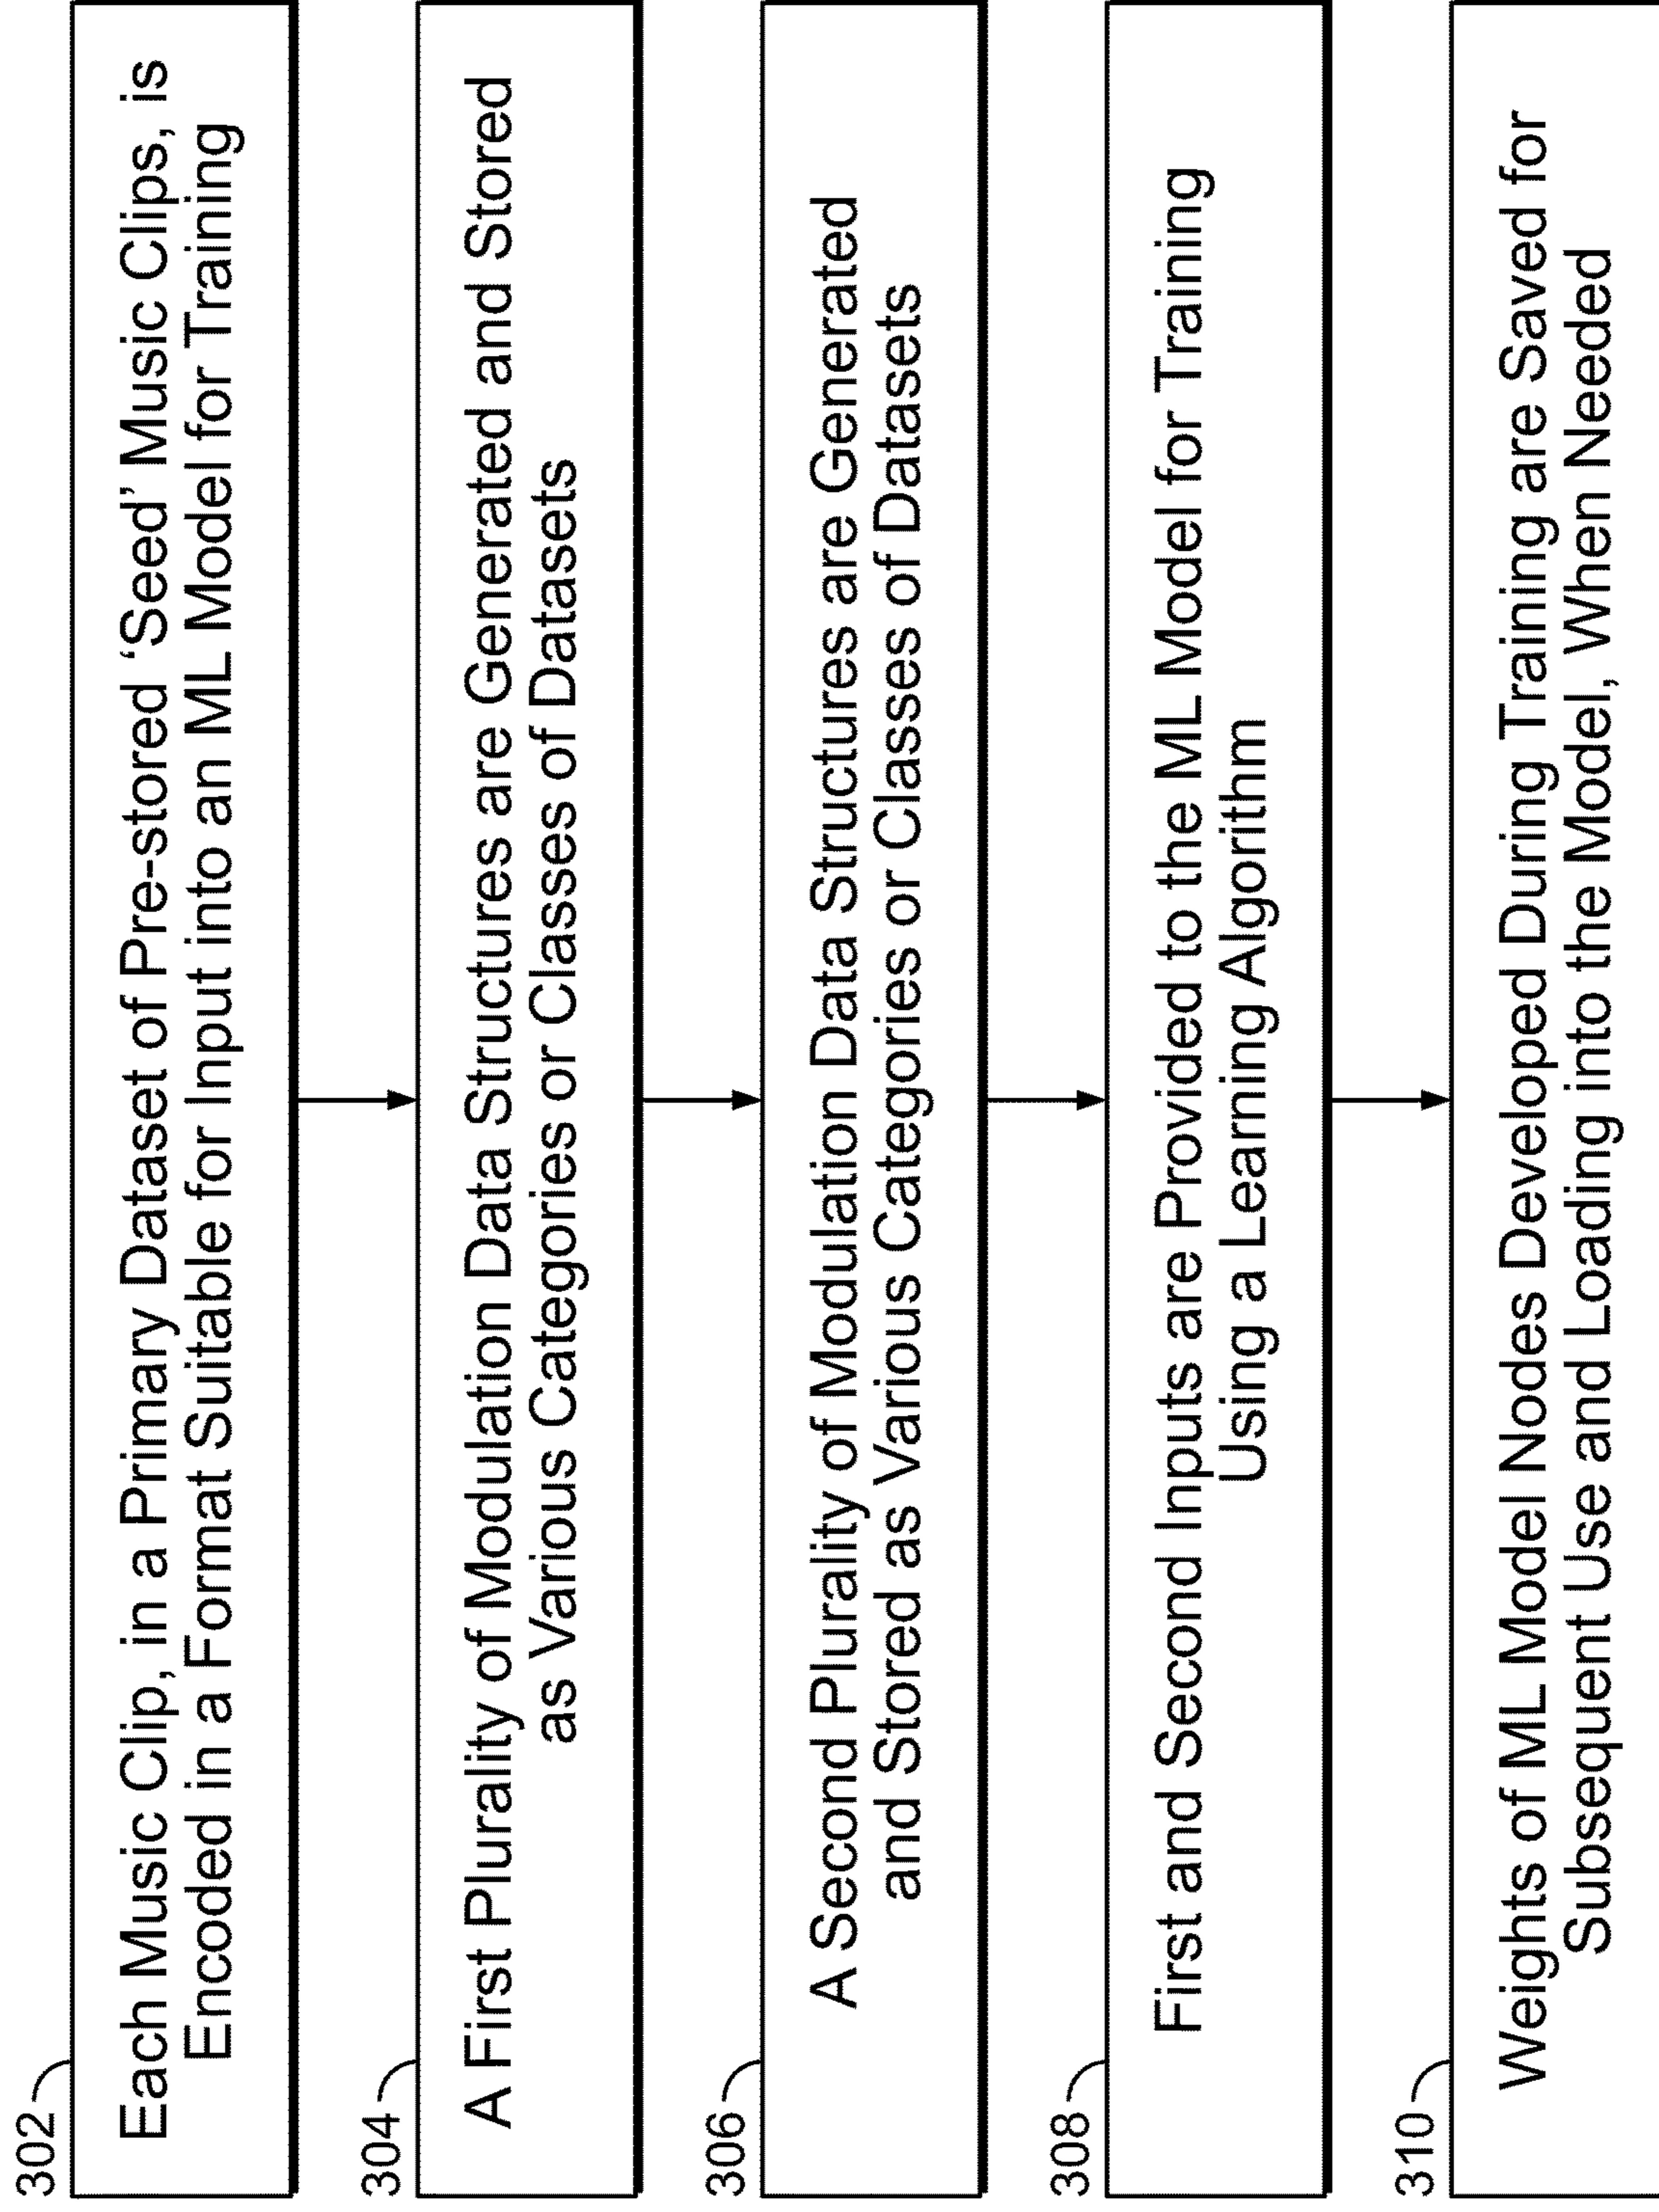 302
Each Music Clip, in a Primary Dataset of Pre-stored ‘Seed’ Music Clips, is
Encoded in a Format Suitable for Input into an ML Model for Training
304
A First Plurality of Modulation Data Structures are Generated and Stored
as Various Categories or Classes of Datasets
306
A Second Plurality of Modulation Data Structures are Generated
and Stored as Various Categories or Classes of Datasets
308
First and Second Inputs are Provided to the ML Model for Training
Using a Learning Algorithm
310
Weights of ML Model Nodes Developed During Training are Saved for
Subsequent Use and Loading into the Model, When Needed